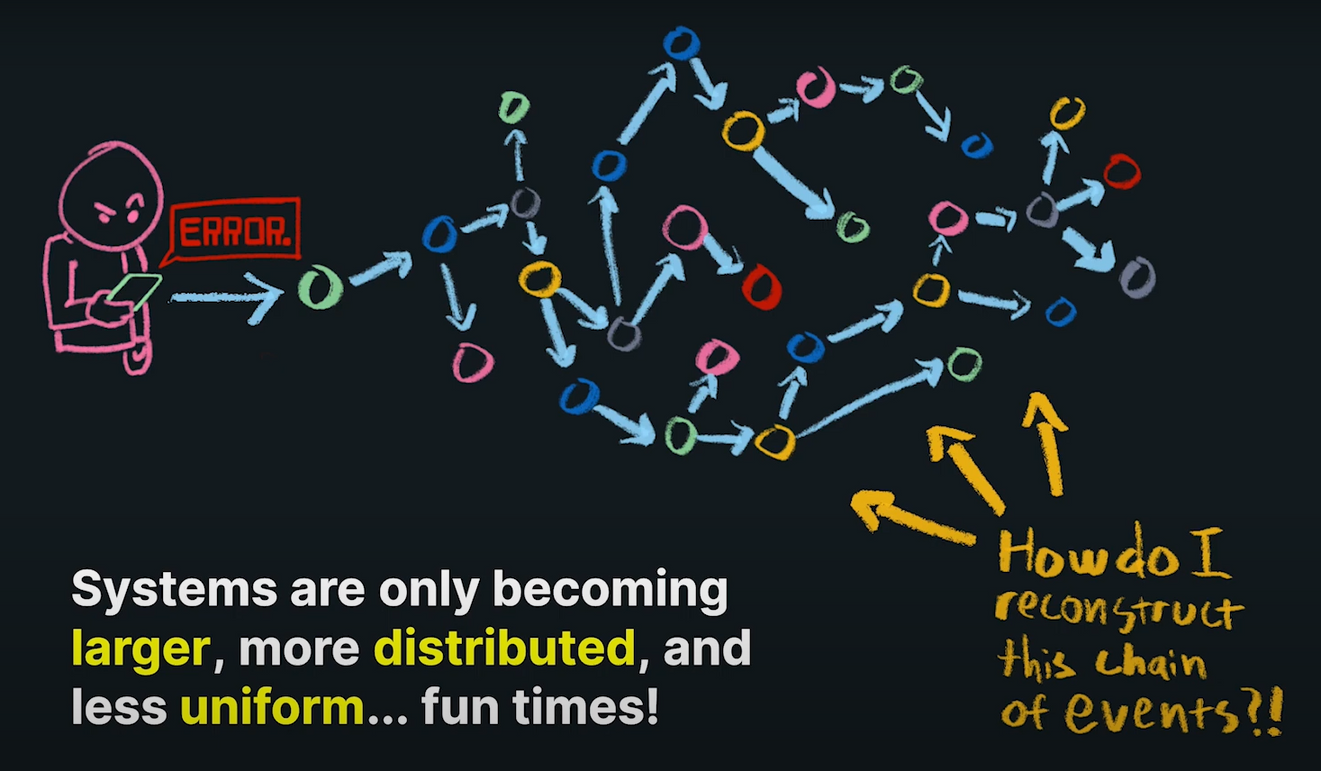 ERROR.
Systems are only becoming
larger, more distributed, and
less uniform... fun times!
How do I
reconstruct
this chain
of events?!